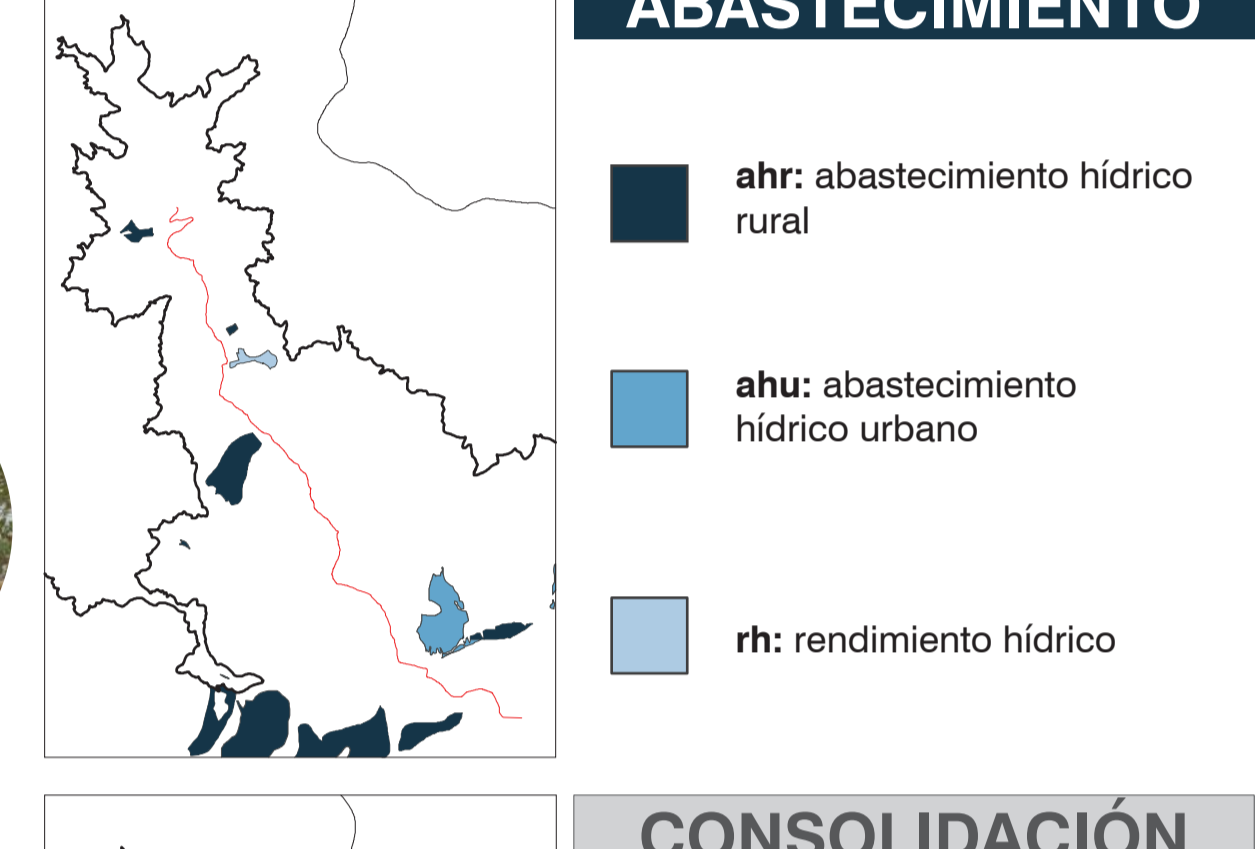 ABASTECIMIENTO
ahr: abastecimiento hídrico
rural
ahu: abastecimiento
hídrico urbano
rh: rendimiento hídrico
CONSOLIDACIÓN